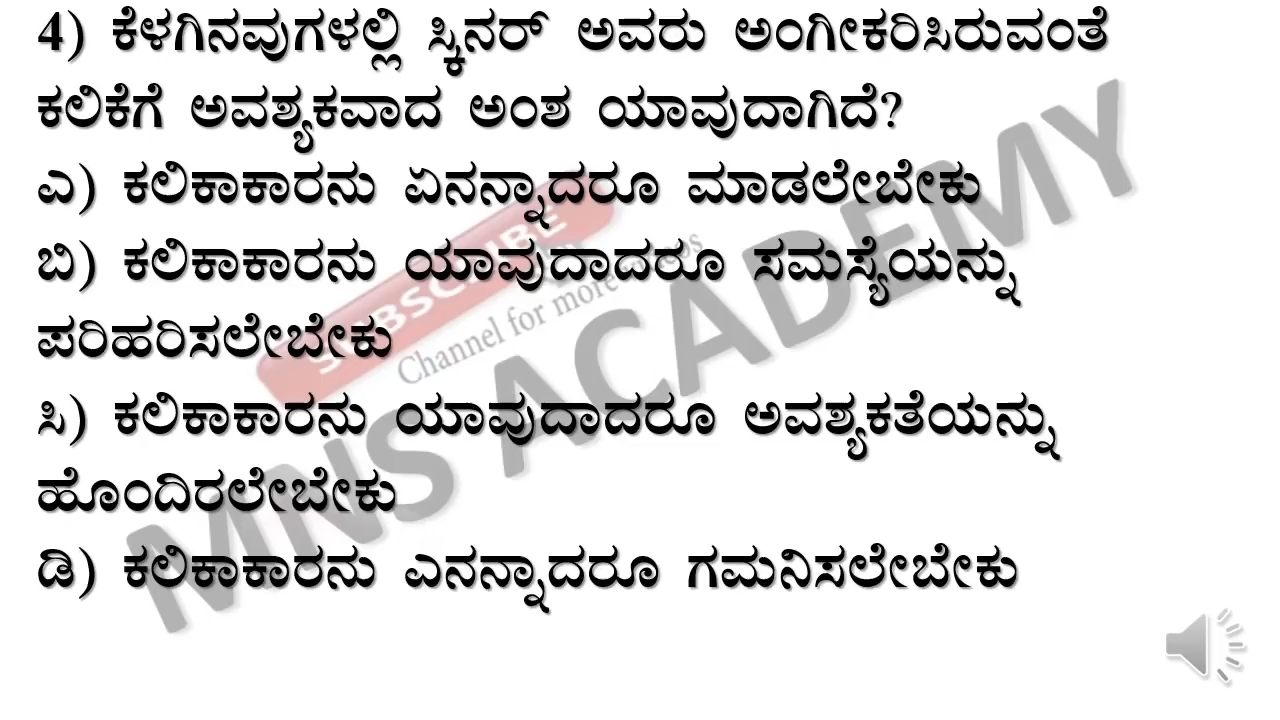 4) ಕೆಳಗಿನವುಗಳಲ್ಲಿ ಸ್ಕಿನರ್ ಅವರು ಅಂಗೀಕರಿಸಿರುವಂತೆ
ಕಲಿಕೆಗೆ ಅವಶ್ಯಕವಾದ ಅಂಶ ಯಾವುದಾಗಿದೆ?
ಎ) ಕಲಿಕಾಕಾರನು ಏನನ್ನಾದರೂ ಮಾಡಲೇಬೇಕು
ಬಿ) ಕಲಿಕಾಕಾರನು ಯಾವುದಾದರೂ ಸಮಸ್ಯೆಯನ್ನು
ಪರಿಹರಿಸಲೇಬೇಕು
ಸಿ) ಕಲಿಕಾಕಾರನು ಯಾವುದಾದರೂ ಅವಶ್ಯಕತೆಯನ್ನು
ಹೊಂದಿರಲೇಬೇಕು
ಡಿ) ಕಲಿಕಾಕಾರನು ಎನನ್ನಾದರೂ ಗಮನಿಸಲೇಬೇಕು
SUBSCRIBE
Channel for more videos
MNS ACADEMY